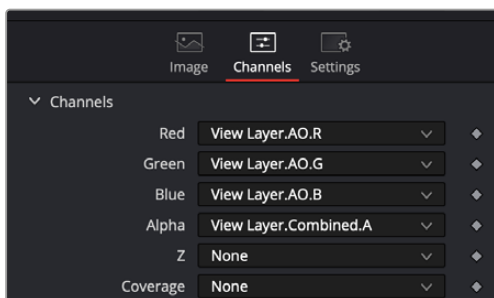 Image Channels Settings
Channels
Red View Layer.AO.R
Green View Layer.AO.G
Blue View Layer.AO.B
Alpha View Layer.Combined.A
Z None
Coverage None